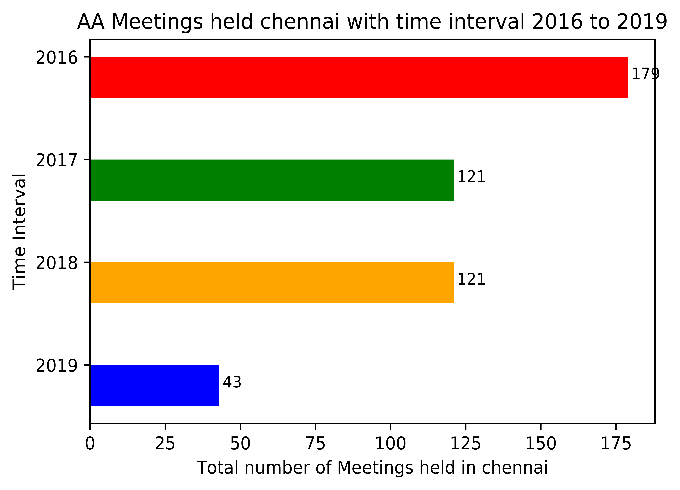 AA Meetings held chennai with time interval 2016 to 2019
2016
179
2017
121
Time Interval
2018
121
2019
43
0 25 50 75 100 125 150 175
Total number of Meetings held in chennai